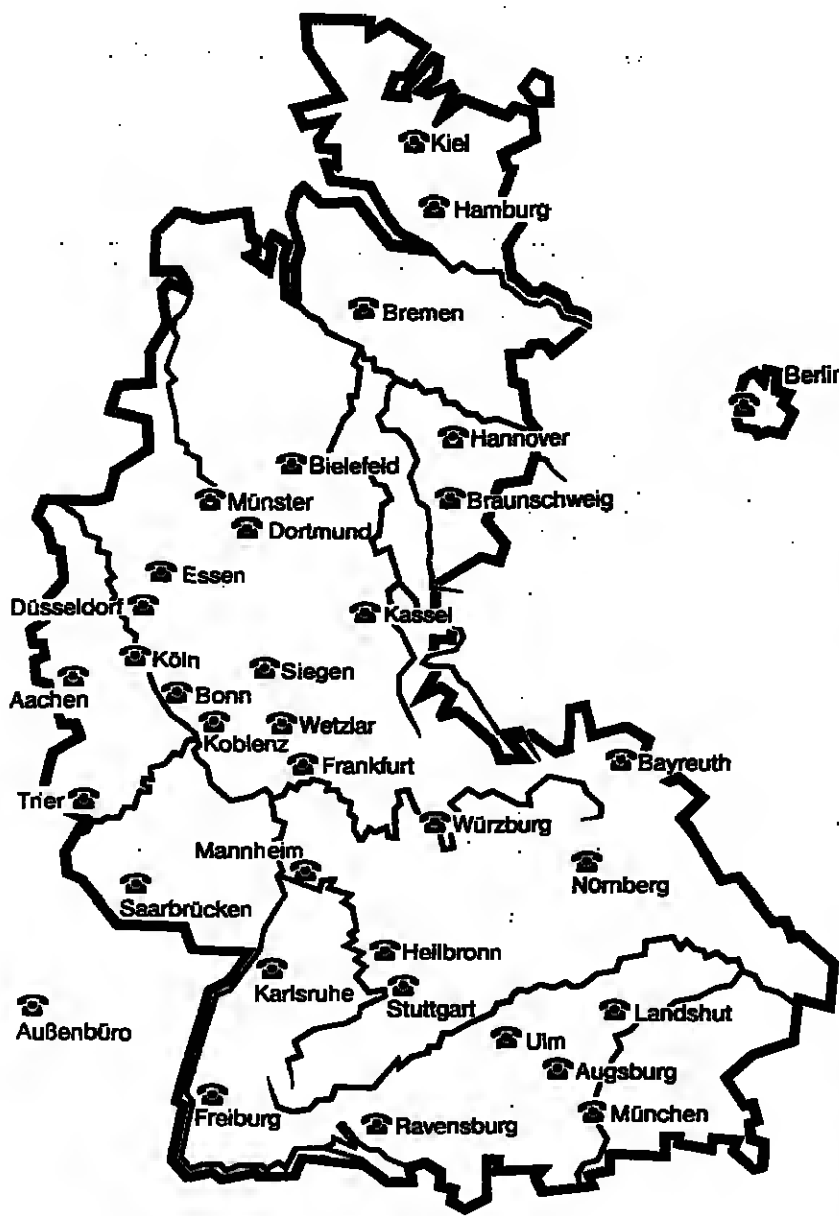 Kiel
Hamburg
Bremen
Berlin
Hannover
Bielefeld
Münster
Braunschweig
Dortmund
Essen
Düsseldorf
Kassel
Köln
Siegen
Aachen
Bonn
Wetzlar
Koblenz
Frankfurt
Bayreuth
Trier
Würzburg
Mannheim
Nürnberg
Saarbrücken
Heilbronn
Karlsruhe
Stuttgart
Landshut
Außenbüro
Ulm
Augsburg
Freiburg
München
Ravensburg